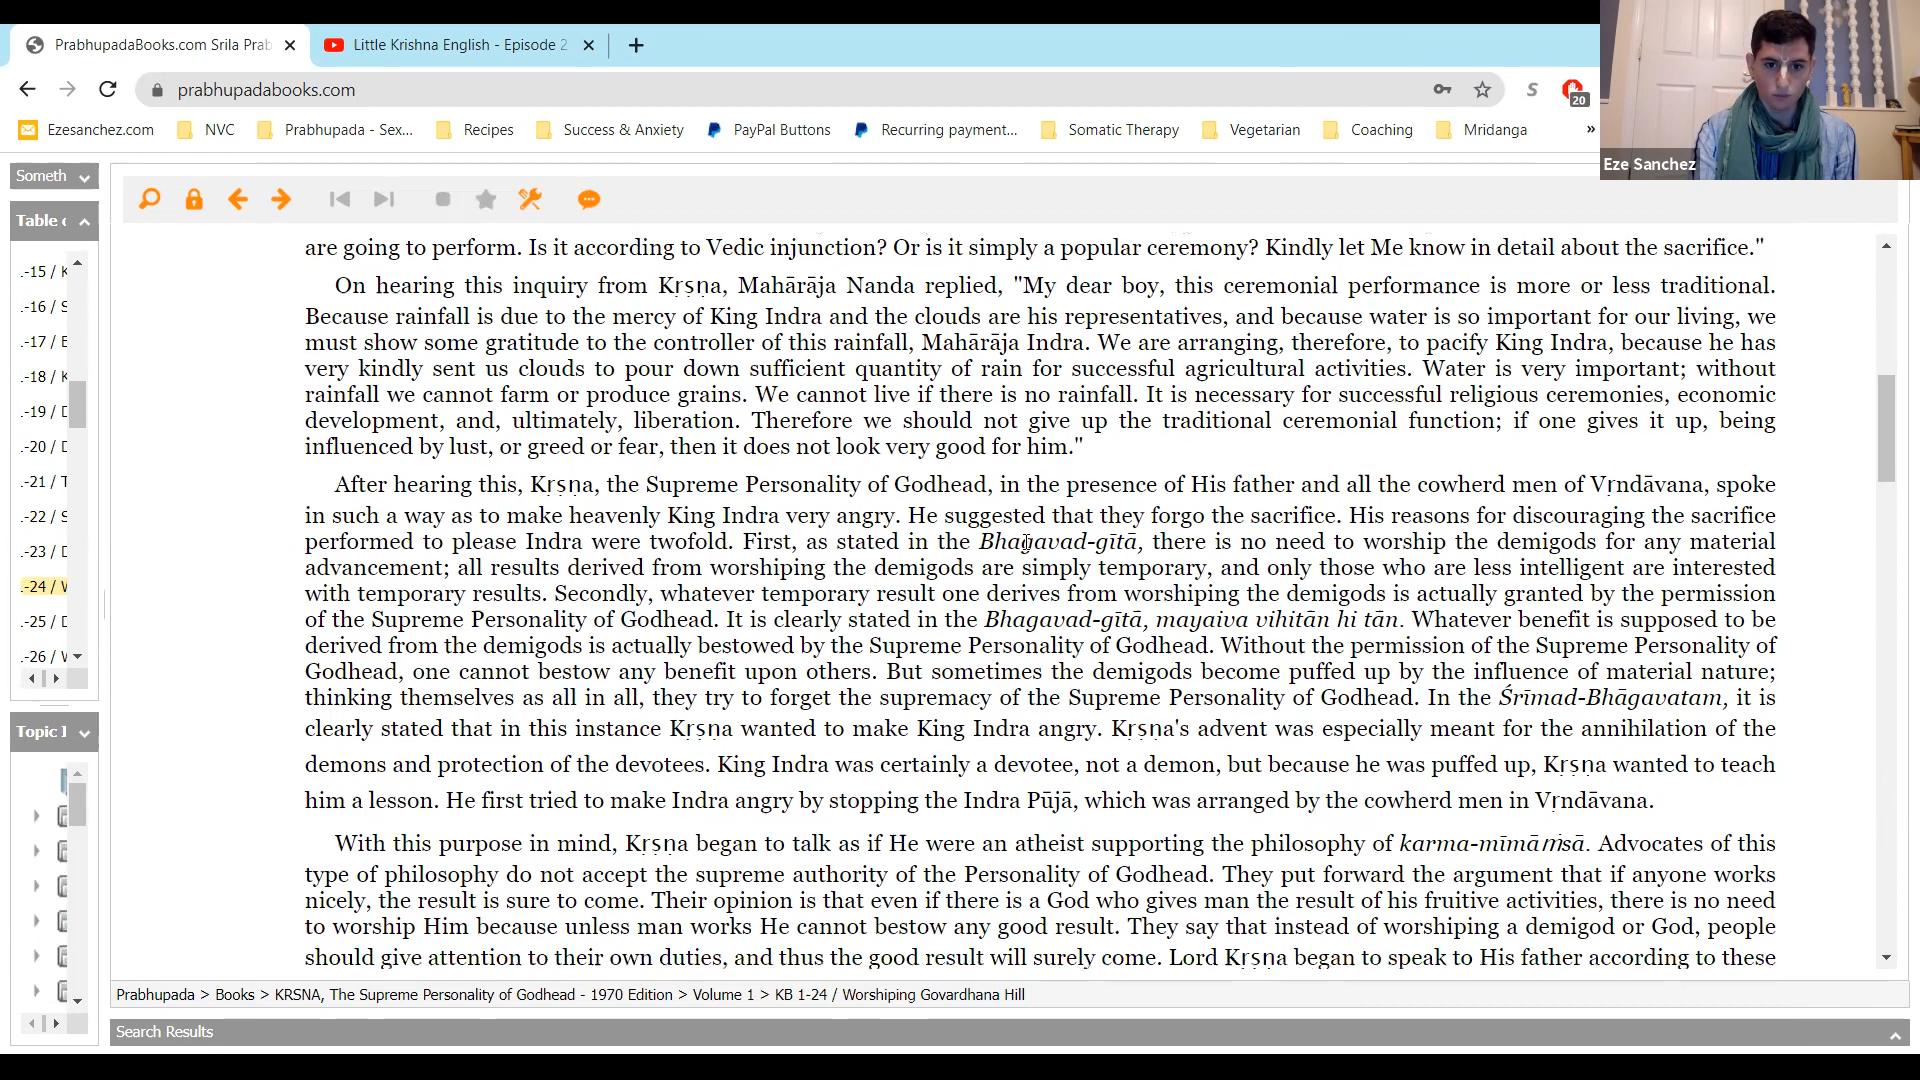 PrabhupadaBooks.com Srila Prab
Little Krishna English - Episode 2
prabhupadabooks.com
20
Ezesanchez.com
NVC
Prabhupada - Sex...
Recipes
Success & Anxiety
PayPal Buttons
Recurring payment...
Somatic Therapy
Vegetarian
Coaching
Mridanga
»
Eze Sanchez
Someth
Table c
.-15 / K
.-16 / S
.-17 / E
.-18 / K
.-19 / D
.-20 / D
.-21 / T
.-22 / S
.-23 / D
.-24 / W
.-25 / D
.-26 / W
Topic I
are going to perform. Is it according to Vedic injunction? Or is it simply a popular ceremony? Kindly let Me know in detail about the sacrifice."
On hearing this inquiry from Kṛṣṇa, Mahārāja Nanda replied, "My dear boy, this ceremonial performance is more or less traditional.
Because rainfall is due to the mercy of King Indra and the clouds are his representatives, and because water is so important for our living, we
must show some gratitude to the controller of this rainfall, Mahārāja Indra. We are arranging, therefore, to pacify King Indra, because he has
very kindly sent us clouds to pour down sufficient quantity of rain for successful agricultural activities. Water is very important; without
rainfall we cannot farm or produce grains. We cannot live if there is no rainfall. It is necessary for successful religious ceremonies, economic
development, and, ultimately, liberation. Therefore we should not give up the traditional ceremonial function; if one gives it up, being
influenced by lust, or greed or fear, then it does not look very good for him."
After hearing this, Kṛṣṇa, the Supreme Personality of Godhead, in the presence of His father and all the cowherd men of Vṛndāvana, spoke
in such a way as to make heavenly King Indra very angry. He suggested that they forgo the sacrifice. His reasons for discouraging the sacrifice
performed to please Indra were twofold. First, as stated in the Bhagavad-gītā, there is no need to worship the demigods for any material
advancement; all results derived from worshiping the demigods are simply temporary, and only those who are less intelligent are interested
with temporary results. Secondly, whatever temporary result one derives from worshiping the demigods is actually granted by the permission
of the Supreme Personality of Godhead. It is clearly stated in the Bhagavad-gītā, mayaiva vihitān hi tān. Whatever benefit is supposed to be
derived from the demigods is actually bestowed by the Supreme Personality of Godhead. Without the permission of the Supreme Personality of
Godhead, one cannot bestow any benefit upon others. But sometimes the demigods become puffed up by the influence of material nature;
thinking themselves as all in all, they try to forget the supremacy of the Supreme Personality of Godhead. In the Śrīmad-Bhāgavatam, it is
clearly stated that in this instance Kṛṣṇa wanted to make King Indra angry. Kṛṣṇa's advent was especially meant for the annihilation of the
demons and protection of the devotees. King Indra was certainly a devotee, not a demon, but because he was puffed up, Kṛṣṇa wanted to teach
him a lesson. He first tried to make Indra angry by stopping the Indra Pūjā, which was arranged by the cowherd men in Vṛndāvana.
With this purpose in mind, Kṛṣṇa began to talk as if He were an atheist supporting the philosophy of karma-mīmāṁsā. Advocates of this
type of philosophy do not accept the supreme authority of the Personality of Godhead. They put forward the argument that if anyone works
nicely, the result is sure to come. Their opinion is that even if there is a God who gives man the result of his fruitive activities, there is no need
to worship Him because unless man works He cannot bestow any good result. They say that instead of worshiping a demigod or God, people
should give attention to their own duties, and thus the good result will surely come. Lord Kṛṣṇa began to speak to His father according to these
Prabhupada > Books > KRSNA, The Supreme Personality of Godhead - 1970 Edition > Volume 1 > KB 1-24 / Worshiping Govardhana Hill
Search Results